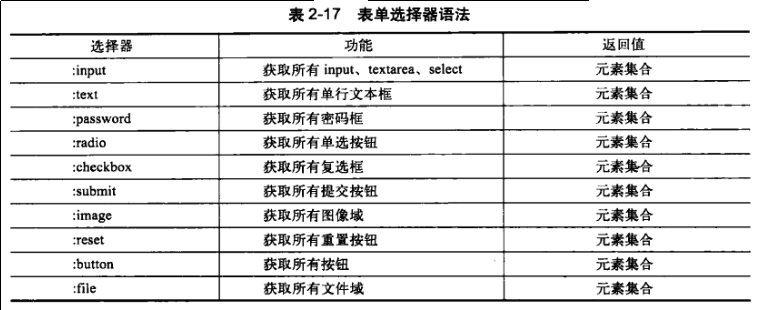 表 2-17 表单选择器语法
选择器 功能 返回值
:input 获取所有 input、textarea、select 元素集合
:text 获取所有单行文本框 元素集合
:password 获取所有密码框 元素集合
:radio 获取所有单选按钮 元素集合
:checkbox 获取所有复选框 元素集合
:submit 获取所有提交按钮 元素集合
:image 获取所有图像域 元素集合
:reset 获取所有重置按钮 元素集合
:button 获取所有按钮 元素集合
:file 获取所有文件域 元素集合